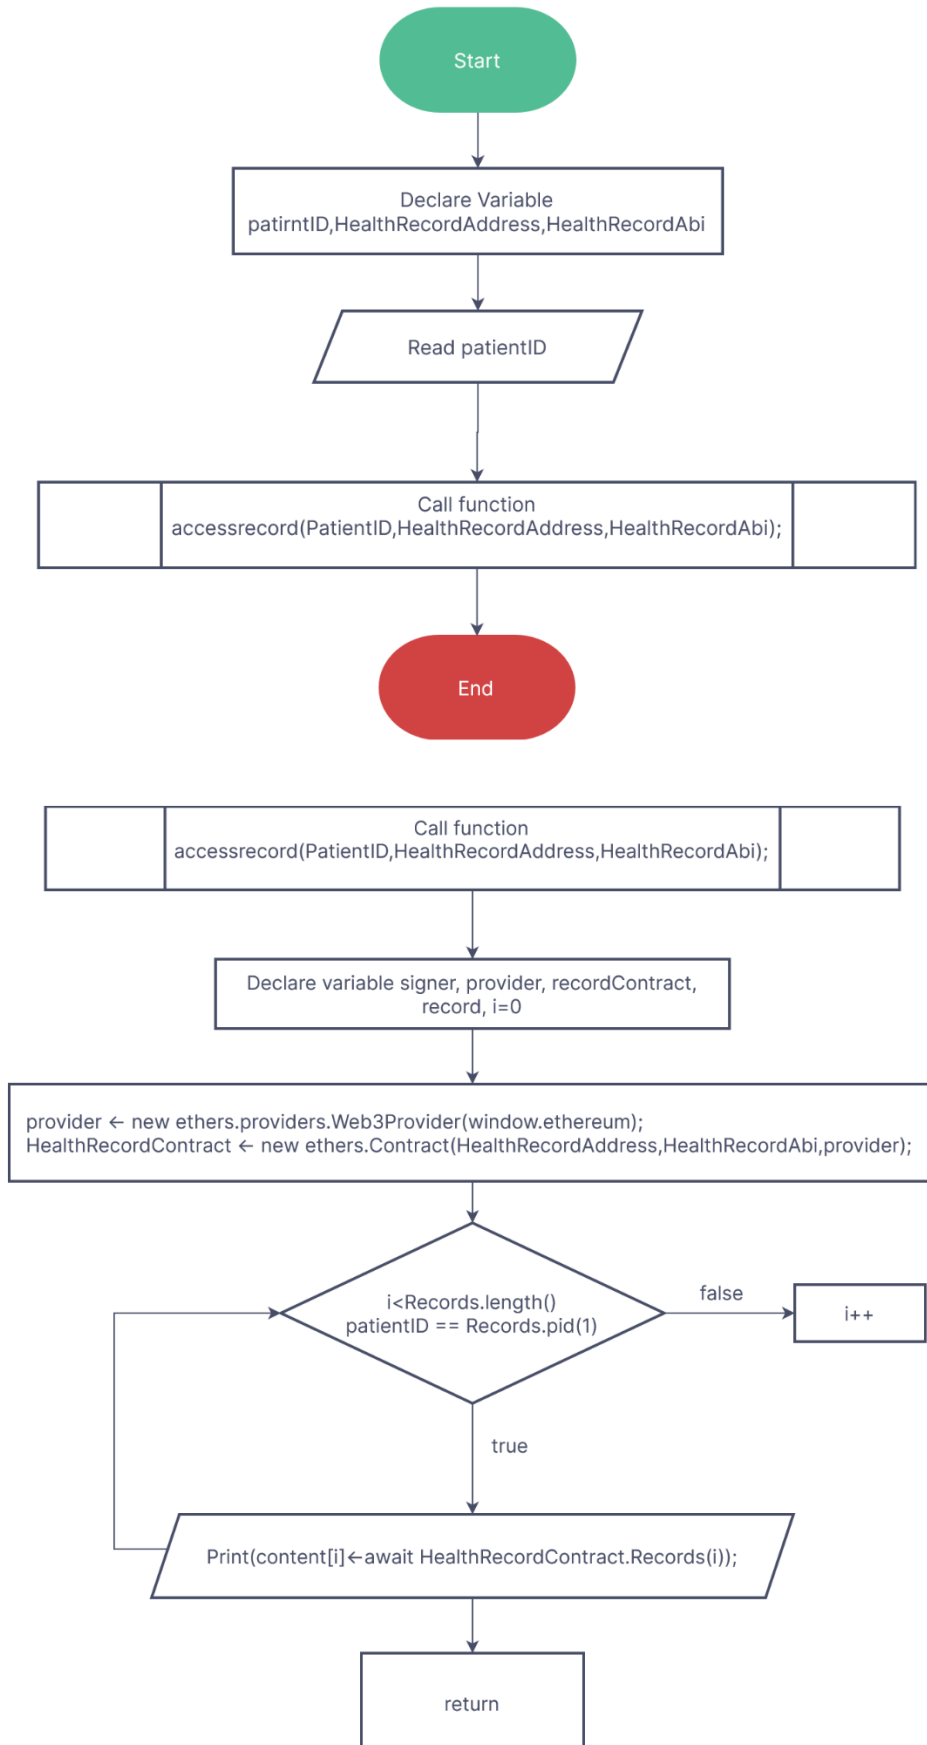 Start
Declare Variable
patirntID,HealthRecordAddress,HealthRecordAbi
Read patientID
Call function
accessrecord(PatientID,HealthRecordAddress,HealthRecordAbi);
End
Call function
accessrecord(PatientID,HealthRecordAddress,HealthRecordAbi);
Declare variable signer, provider, recordContract,
record, i=0
provider ← new ethers.providers.Web3Provider(window.ethereum);
HealthRecordContract ← new ethers.Contract(HealthRecordAddress,HealthRecordAbi,provider);
i<Records.length()
patientID == Records.pid(1)
false
i++
true
Print(content[i]←await HealthRecordContract.Records(i));
return